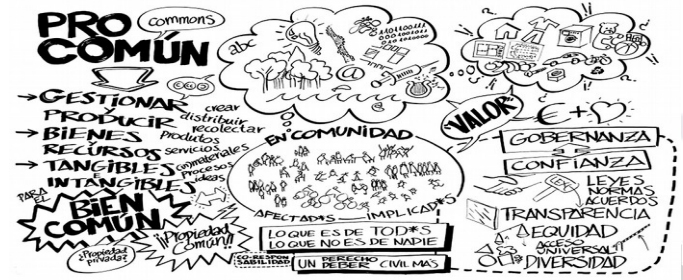 PRO
COMÚN
commons
abc
@
→ GESTIONAR
PRODUCIR
crear
distribuir
recolectar
→ BIENES
RECURSOS
Productos
servicios
→ TANGIBLES
E
INTANGIBLES
materiales
Procesos
ideas
PARA
EL
BIEN
COMÚN
¿Propiedad
privada?
¡¡Propiedad
Común!!
EN COMUNIDAD
AFECTAD*S
IMPLICAD*S
LO QUE ES DE TOD*S
LO QUE NO ES DE NADIE
CO-RESPON
SABILIDAD
UN DERECHO
UN DEBER
CIVIL MÁS
"VALOR"
€ +
GOBERNANZA
CONFIANZA
LEYES
NORMAS
ACUERDOS
TRANSPARENCIA
EQUIDAD
ACCESO
UNIVERSAL
DIVERSIDAD